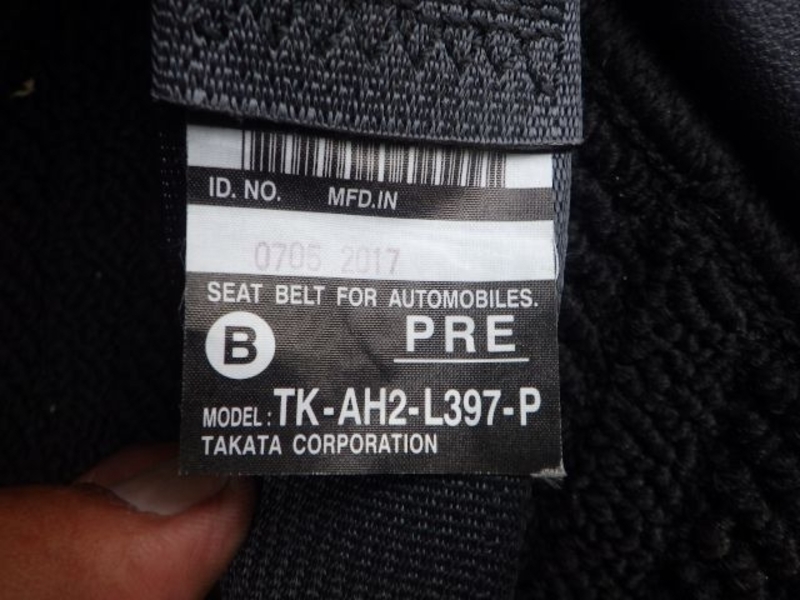 ID. NO. MFD.IN
0705 2017
SEAT BELT FOR AUTOMOBILES.
B PRE
MODEL: TK-AH2-L397-P
TAKATA CORPORATION